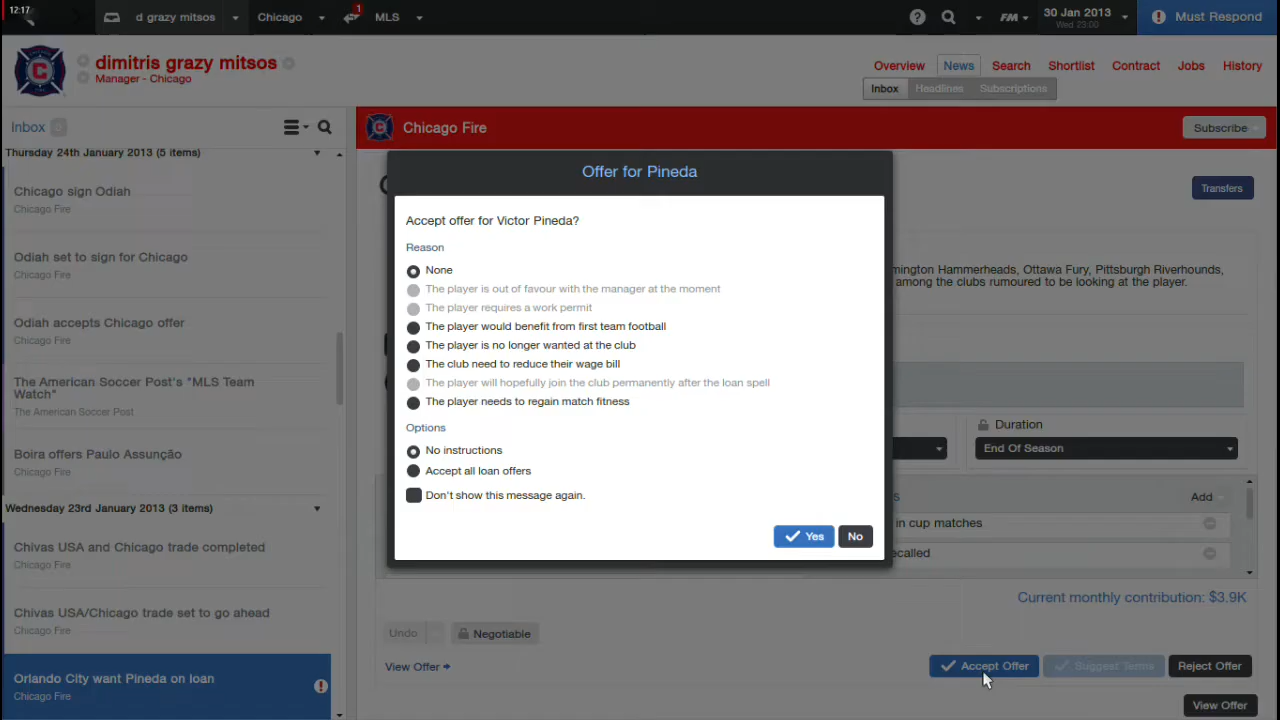 12:17
d grazy mitsos
Chicago
1
MLS
FM
30 Jan 2013
Wed 23:00
Must Respond
dimitris grazy mitsos
Manager - Chicago
Overview News Search Shortlist Contract Jobs History
Inbox Headlines Subscriptions
Inbox 0
Chicago Fire
Subscribe
Thursday 24th January 2013 (5 items)
Chicago sign Odiah
Chicago Fire
Odiah set to sign for Chicago
Chicago Fire
Odiah accepts Chicago offer
Chicago Fire
The American Soccer Post's "MLS Team
Watch"
The American Soccer Post
Boira offers Paulo Assunção
Chicago Fire
Wednesday 23rd January 2013 (3 items)
Chivas USA and Chicago trade completed
Chicago Fire
Chivas USA/Chicago trade set to go ahead
Chicago Fire
Orlando City want Pineda on loan
Chicago Fire
Offer for Pineda
Accept offer for Victor Pineda?
Reason
None
The player is out of favour with the manager at the moment
The player requires a work permit
The player would benefit from first team football
The player is no longer wanted at the club
The club need to reduce their wage bill
The player will hopefully join the club permanently after the loan spell
The player needs to regain match fitness
Options
No instructions
Accept all loan offers
Don't show this message again.
Yes No
Transfers
mington Hammerheads, Ottawa Fury, Pittsburgh Riverhounds,
among the clubs rumoured to be looking at the player.
Duration
End Of Season
Add
in cup matches
ecalled
Current monthly contribution: $3.9K
Undo
Negotiable
View Offer
Accept Offer
Suggest Terms
Reject Offer
View Offer